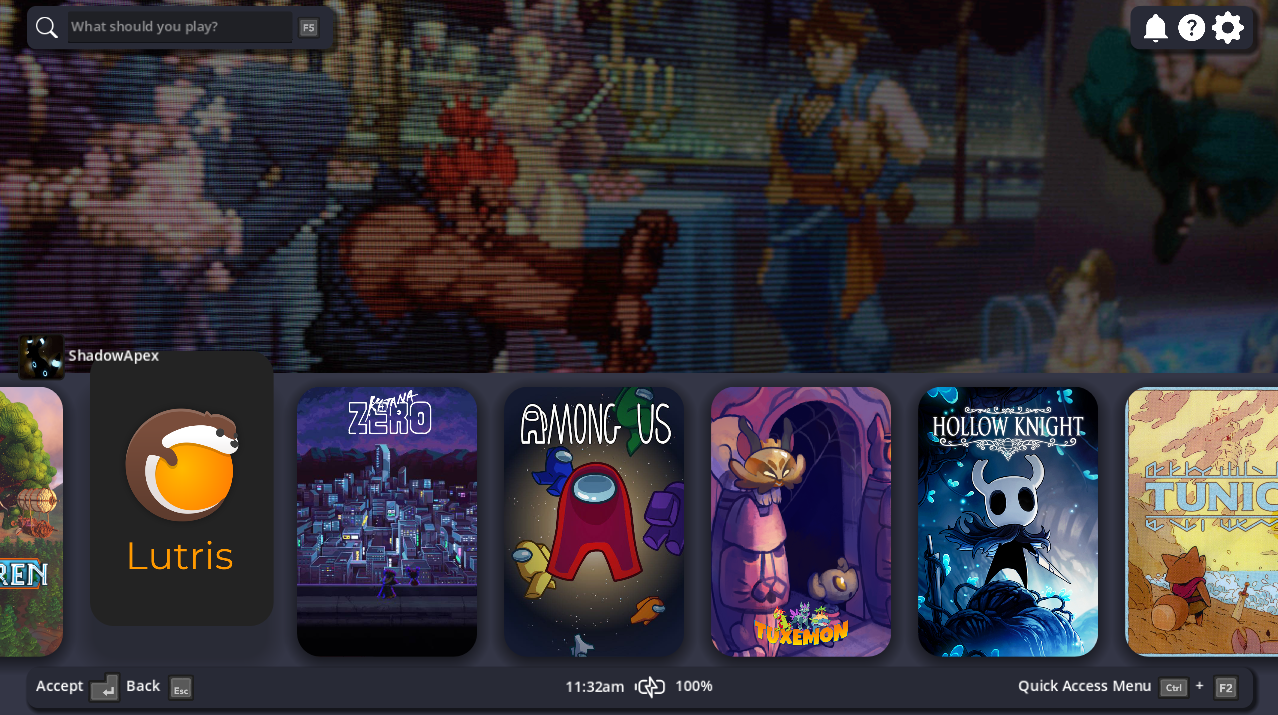 What should you play?
F5
ShadowApex
REN
Lutris
KATANA
ZERO
AMONG US
TUXEMON
HOLLOW KNIGHT
TUNIC
Accept
Back
Esc
11:32am
100%
Quick Access Menu
Ctrl
+
F2